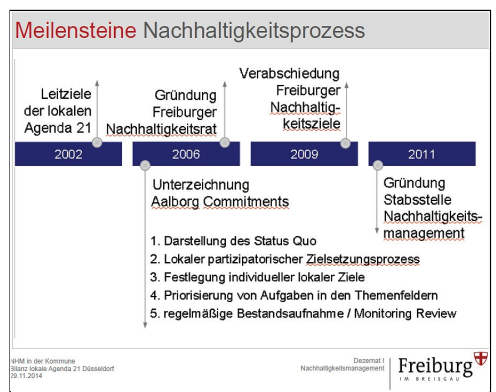 Meilensteine Nachhaltigkeitsprozess
Leitziele
der lokalen
Agenda 21
Gründung
Freiburger
Nachhaltigkeitsrat
Verabschiedung
Freiburger
Nachhaltig-
keitsziele
2002
2006
2009
2011
Unterzeichnung
Aalborg Commitments
Gründung
Stabsstelle
Nachhaltigkeits-
management
1. Darstellung des Status Quo
2. Lokaler partizipatorischer Zielsetzungsprozess
3. Festlegung individueller lokaler Ziele
4. Priorisierung von Aufgaben in den Themenfeldern
5. regelmäßige Bestandsaufnahme / Monitoring Review
NHM in der Kommune
Bilanz lokale Agenda 21 Düsseldorf
29.11.2014
Dezernat I
Nachhaltigkeitsmanagement
Freiburg
IM BREISGAU